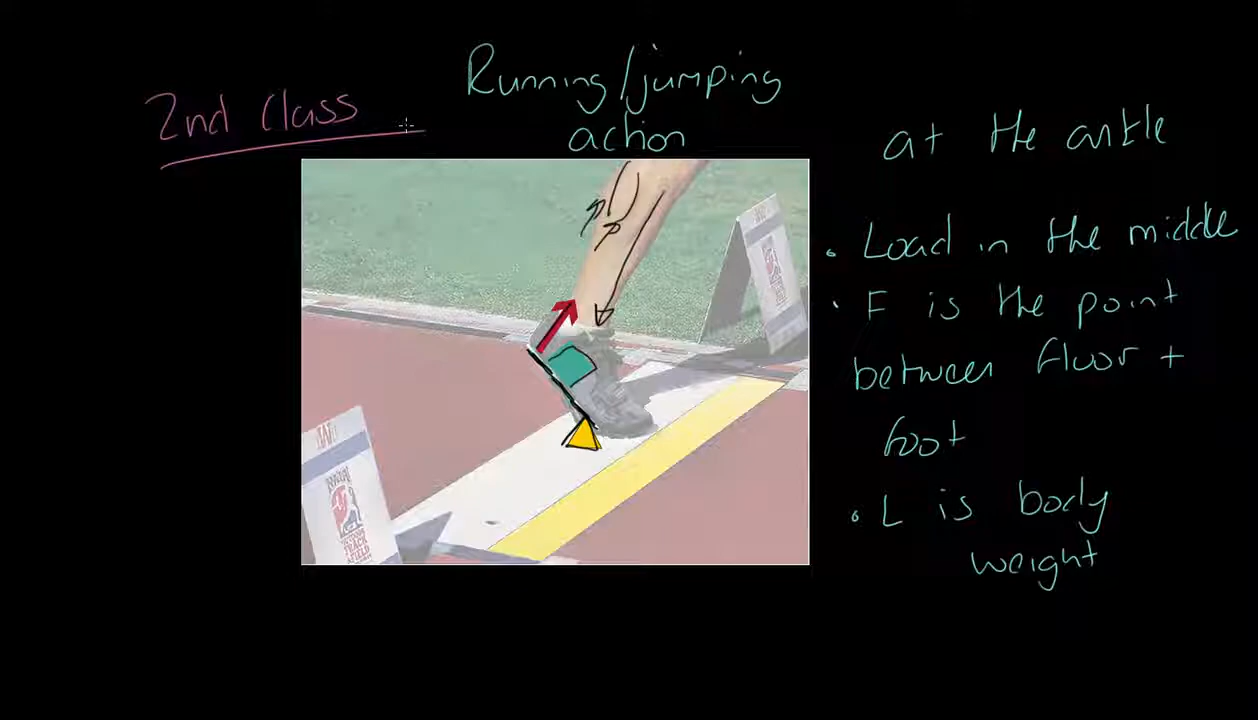 2nd Class
Running/jumping
action
at the ankle
• Load in the middle
• F is the point
between floor +
foot
• L is body
weight